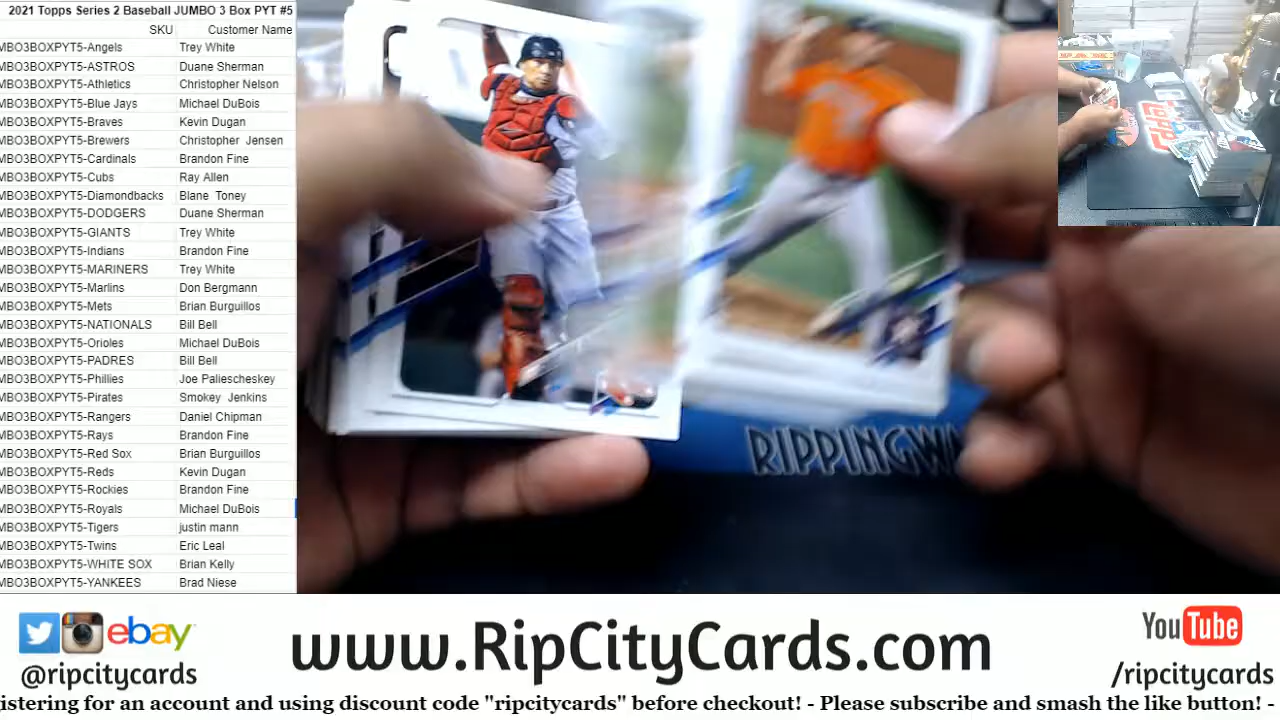 2021 Topps Series 2 Baseball JUMBO 3 Box PYT #5
SKU Customer Name
MBO3BOXPYT5-Angels Trey White
MBO3BOXPYT5-ASTROS Duane Sherman
MBO3BOXPYT5-Athletics Christopher Nelson
MBO3BOXPYT5-Blue Jays Michael DuBois
MBO3BOXPYT5-Braves Kevin Dugan
MBO3BOXPYT5-Brewers Christopher Jensen
MBO3BOXPYT5-Cardinals Brandon Fine
MBO3BOXPYT5-Cubs Ray Allen
MBO3BOXPYT5-Diamondbacks Blane Toney
MBO3BOXPYT5-DODGERS Duane Sherman
MBO3BOXPYT5-GIANTS Trey White
MBO3BOXPYT5-Indians Brandon Fine
MBO3BOXPYT5-MARINERS Trey White
MBO3BOXPYT5-Marlins Don Bergmann
MBO3BOXPYT5-Mets Brian Burguillos
MBO3BOXPYT5-NATIONALS Bill Bell
MBO3BOXPYT5-Orioles Michael DuBois
MBO3BOXPYT5-PADRES Bill Bell
MBO3BOXPYT5-Phillies Joe Paliescheskey
MBO3BOXPYT5-Pirates Smokey Jenkins
MBO3BOXPYT5-Rangers Daniel Chipman
MBO3BOXPYT5-Rays Brandon Fine
MBO3BOXPYT5-Red Sox Brian Burguillos
MBO3BOXPYT5-Reds Kevin Dugan
MBO3BOXPYT5-Rockies Brandon Fine
MBO3BOXPYT5-Royals Michael DuBois
MBO3BOXPYT5-Tigers justin mann
MBO3BOXPYT5-Twins Eric Leal
MBO3BOXPYT5-WHITE SOX Brian Kelly
MBO3BOXPYT5-YANKEES Brad Niese
topps
RIPPINGWA
ebay
@ripcitycards
www.RipCityCards.com
YouTube
/ripcitycards
istering for an account and using discount code "ripcitycards" before checkout! - Please subscribe and smash the like button! -